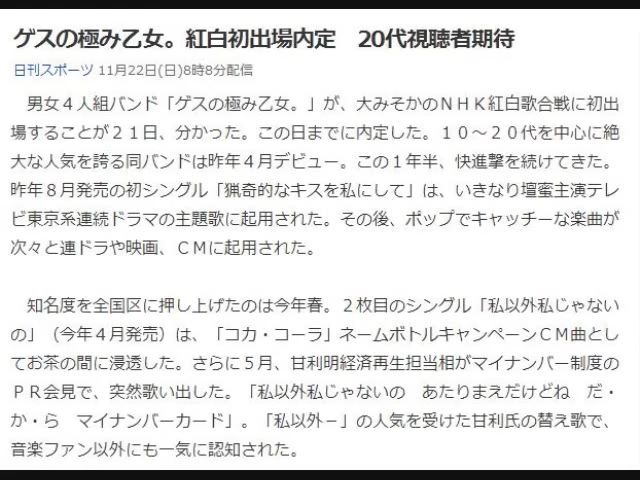 ゲスの極み乙女。紅白初出場内定　20代視聴者期待
日刊スポーツ 11月22日(日)8時8分配信
　男女４人組バンド「ゲスの極み乙女。」が、大みそかのＮＨＫ紅白歌合戦に初出
場することが２１日、分かった。この日までに内定した。１０～２０代を中心に絶
大な人気を誇る同バンドは昨年４月デビュー。この１年半、快進撃を続けてきた。
昨年８月発売の初シングル「猟奇的なキスを私にして」は、いきなり壇蜜主演テレ
ビ東京系連続ドラマの主題歌に起用された。その後、ポップでキャッチーな楽曲が
次々と連ドラや映画、ＣＭに起用された。
　知名度を全国区に押し上げたのは今年春。２枚目のシングル「私以外私じゃない
の」（今年４月発売）は、「コカ・コーラ」ネームボトルキャンペーンＣＭ曲とし
てお茶の間に浸透した。さらに５月、甘利明経済再生担当相がマイナンバー制度の
ＰＲ会見で、突然歌い出した。「私以外私じゃないの　あたりまえだけどね　だ・
か・ら　マイナンバーカード」。「私以外－」の人気を受けた甘利氏の替え歌で、
音楽ファン以外にも一気に認知された。